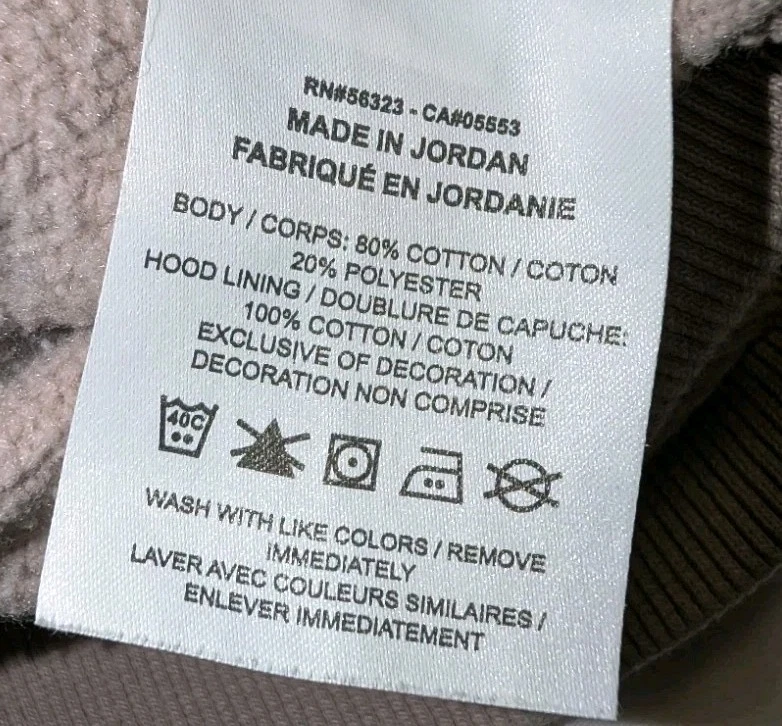 RN#56323 - CA#05553
MADE IN JORDAN
FABRIQUÉ EN JORDANIE
BODY / CORPS: 80% COTTON / COTON
20% POLYESTER
HOOD LINING / DOUBLURE DE CAPUCHE:
100% COTTON / COTON
EXCLUSIVE OF DECORATION /
DECORATION NON COMPRISE
40C
WASH WITH LIKE COLORS / REMOVE
IMMEDIATELY
LAVER AVEC COULEURS SIMILAIRES /
ENLEVER IMMEDIATEMENT